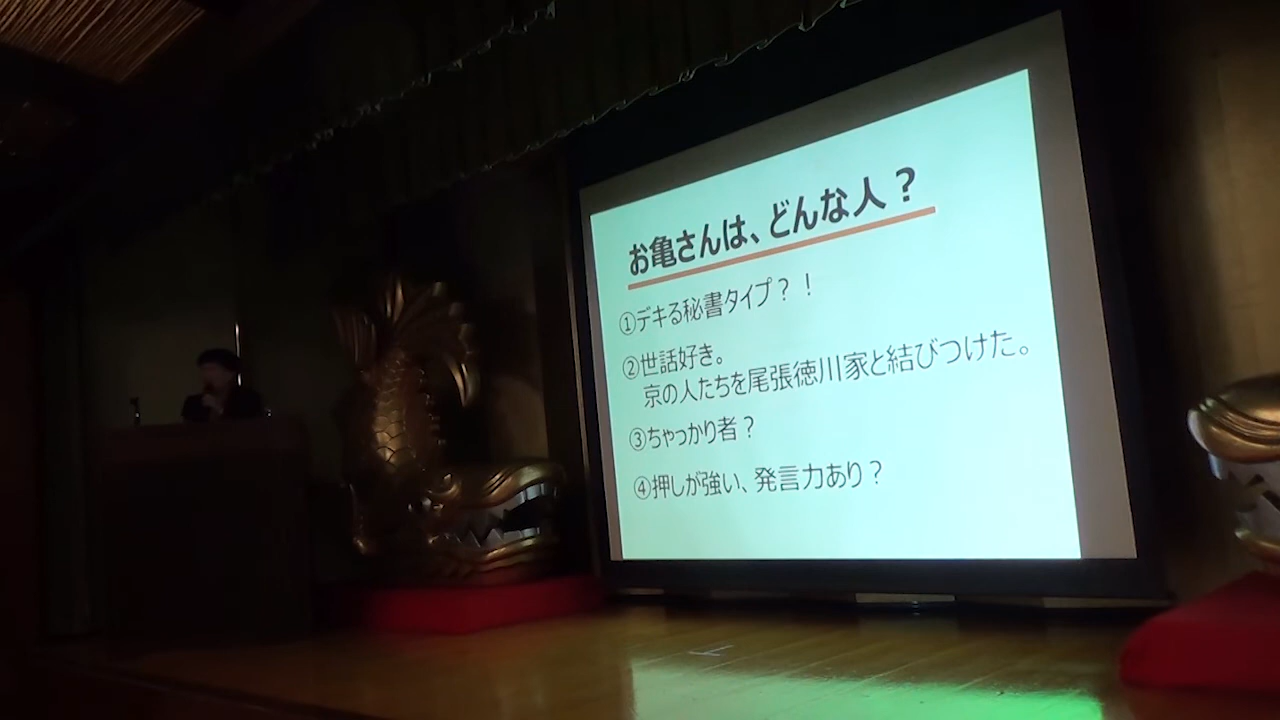 お亀さんは、どんな人？
①デキる秘書タイプ？！
②世話好き。
京の人たちを尾張徳川家と結びつけた。
③ちゃっかり者？
④押しが強い、発言力あり？